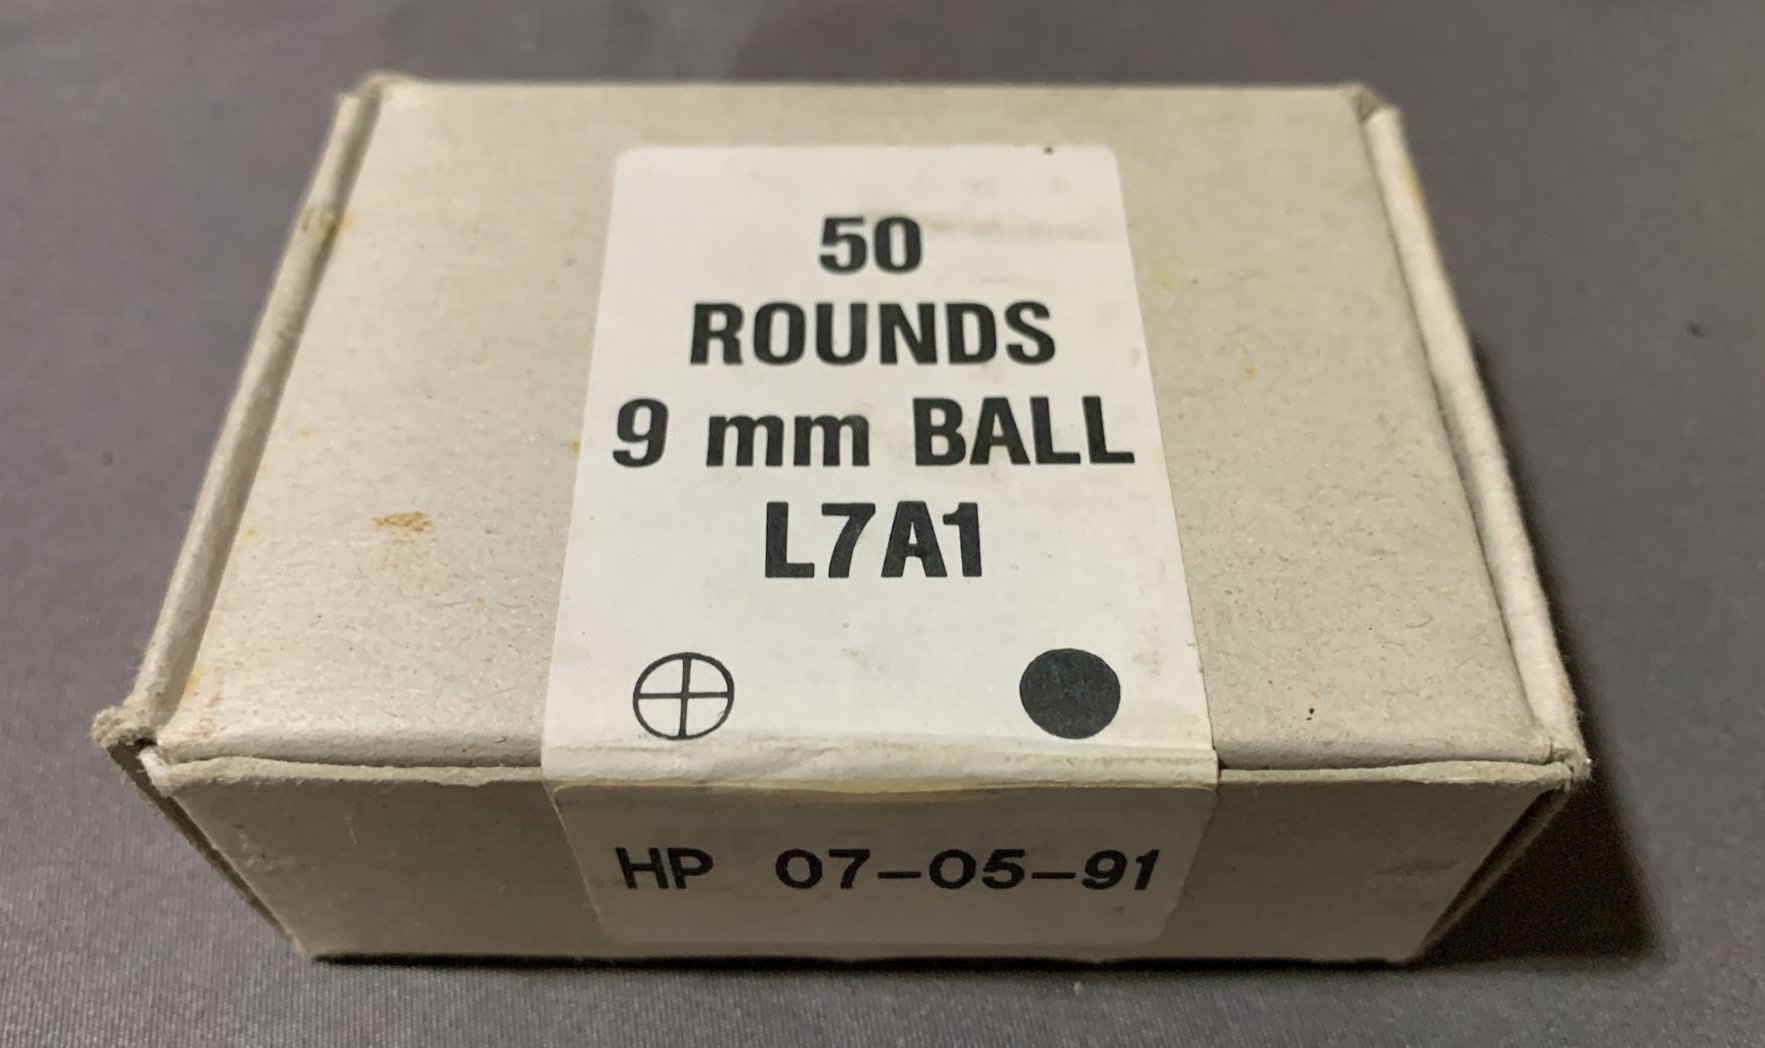 50
ROUNDS
9 mm BALL
L7A1
HP 07-05-91